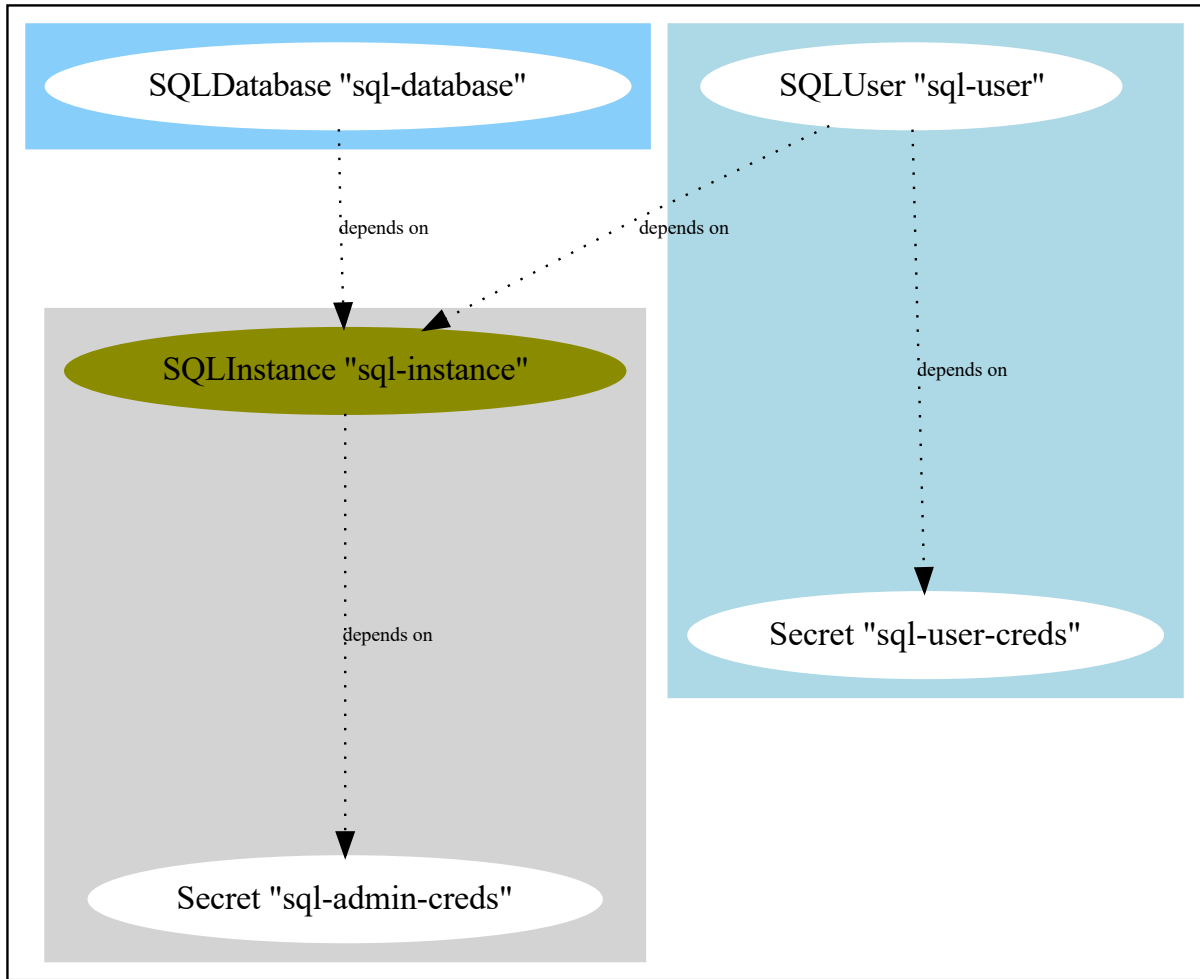 SQLDatabase "sql-database"
SQLUser "sql-user"
depends on
depends on
SQLInstance "sql-instance"
depends on
depends on
Secret "sql-user-creds"
Secret "sql-admin-creds"